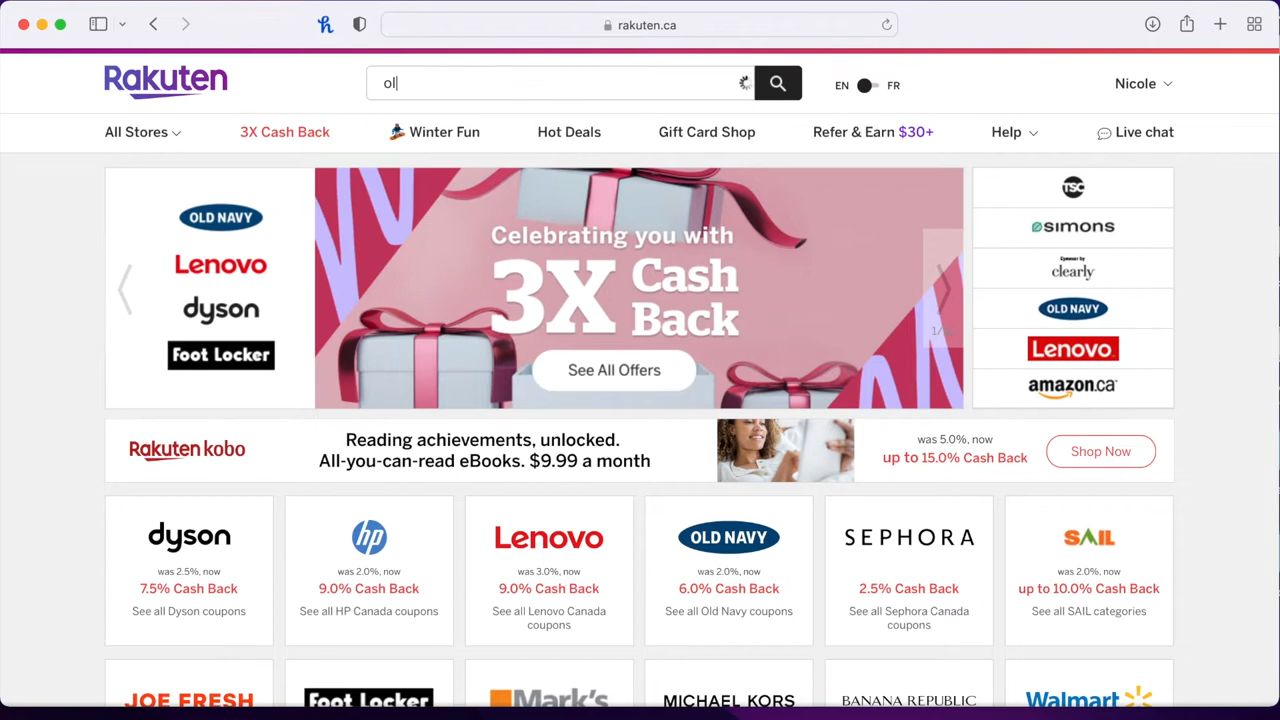 rakuten.ca
Rakuten
ol
EN
FR
Nicole
All Stores
3X Cash Back
Winter Fun
Hot Deals
Gift Card Shop
Refer & Earn $30+
Help
Live chat
OLD NAVY
Lenovo
dyson
Foot Locker
Celebrating you with
3X Cash
Back
See All Offers
1/
TSC
SIMONS
Eyewear by
clearly
OLD NAVY
Lenovo
amazon.ca
Rakuten kobo
Reading achievements, unlocked.
All-you-can-read eBooks. $9.99 a month
was 5.0%, now
up to 15.0% Cash Back
Shop Now
dyson
was 2.5%, now
7.5% Cash Back
See all Dyson coupons
hp
was 2.0%, now
9.0% Cash Back
See all HP Canada coupons
Lenovo
was 3.0%, now
9.0% Cash Back
See all Lenovo Canada
coupons
OLD NAVY
was 2.0%, now
6.0% Cash Back
See all Old Navy coupons
SEPHORA
2.5% Cash Back
See all Sephora Canada
coupons
SAIL
was 2.0%, now
up to 10.0% Cash Back
See all SAIL categories
JOE FRESH
Foot Locker
Mark's
MICHAEL KORS
BANANA REPUBLIC
Walmart